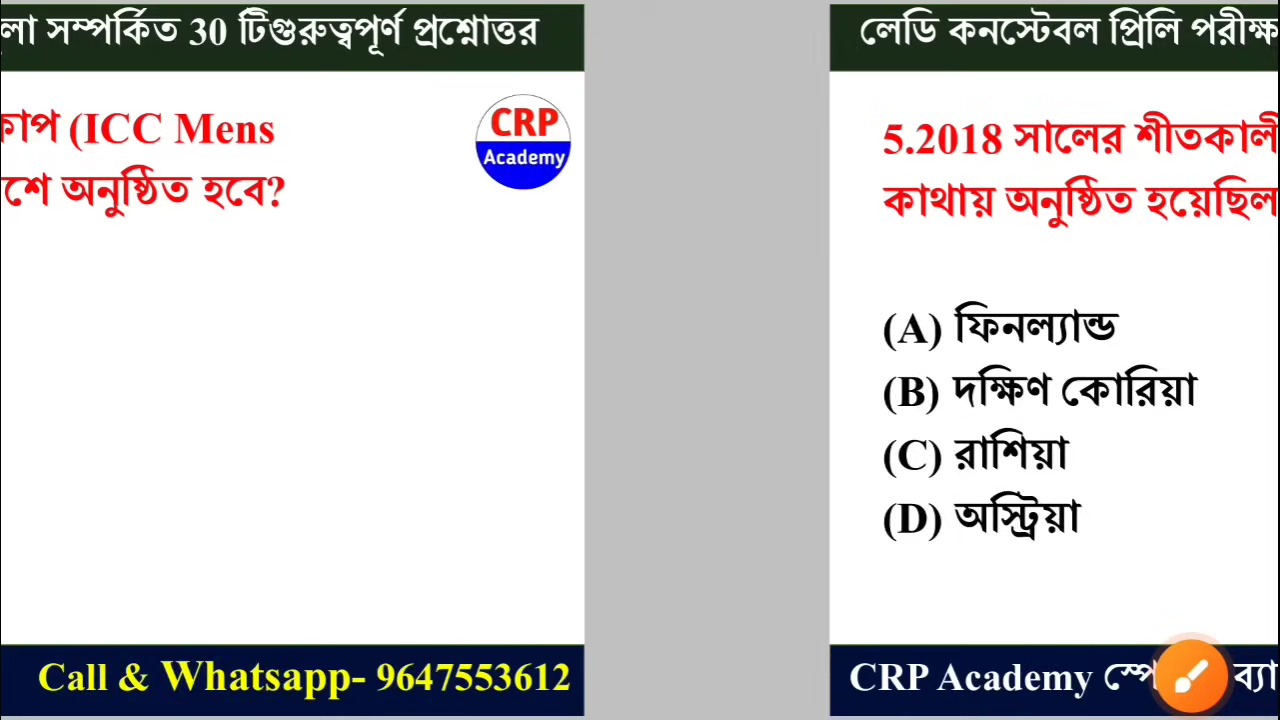 লা সম্পর্কিত 30 টিগুরুত্বপূর্ণ প্রশ্নোত্তর
কাপ (ICC Mens
শে অনুষ্ঠিত হবে?
CRP
Academy
Call & Whatsapp- 9647553612
লেডি কনস্টেবল প্রিলি পরীক্ষ
5.2018 সালের শীতকালী
কাথায় অনুষ্ঠিত হয়েছিল
(A) ফিনল্যান্ড
(B) দক্ষিণ কোরিয়া
(C) রাশিয়া
(D) অস্ট্রিয়া
CRP Academy স্পে ব্যা